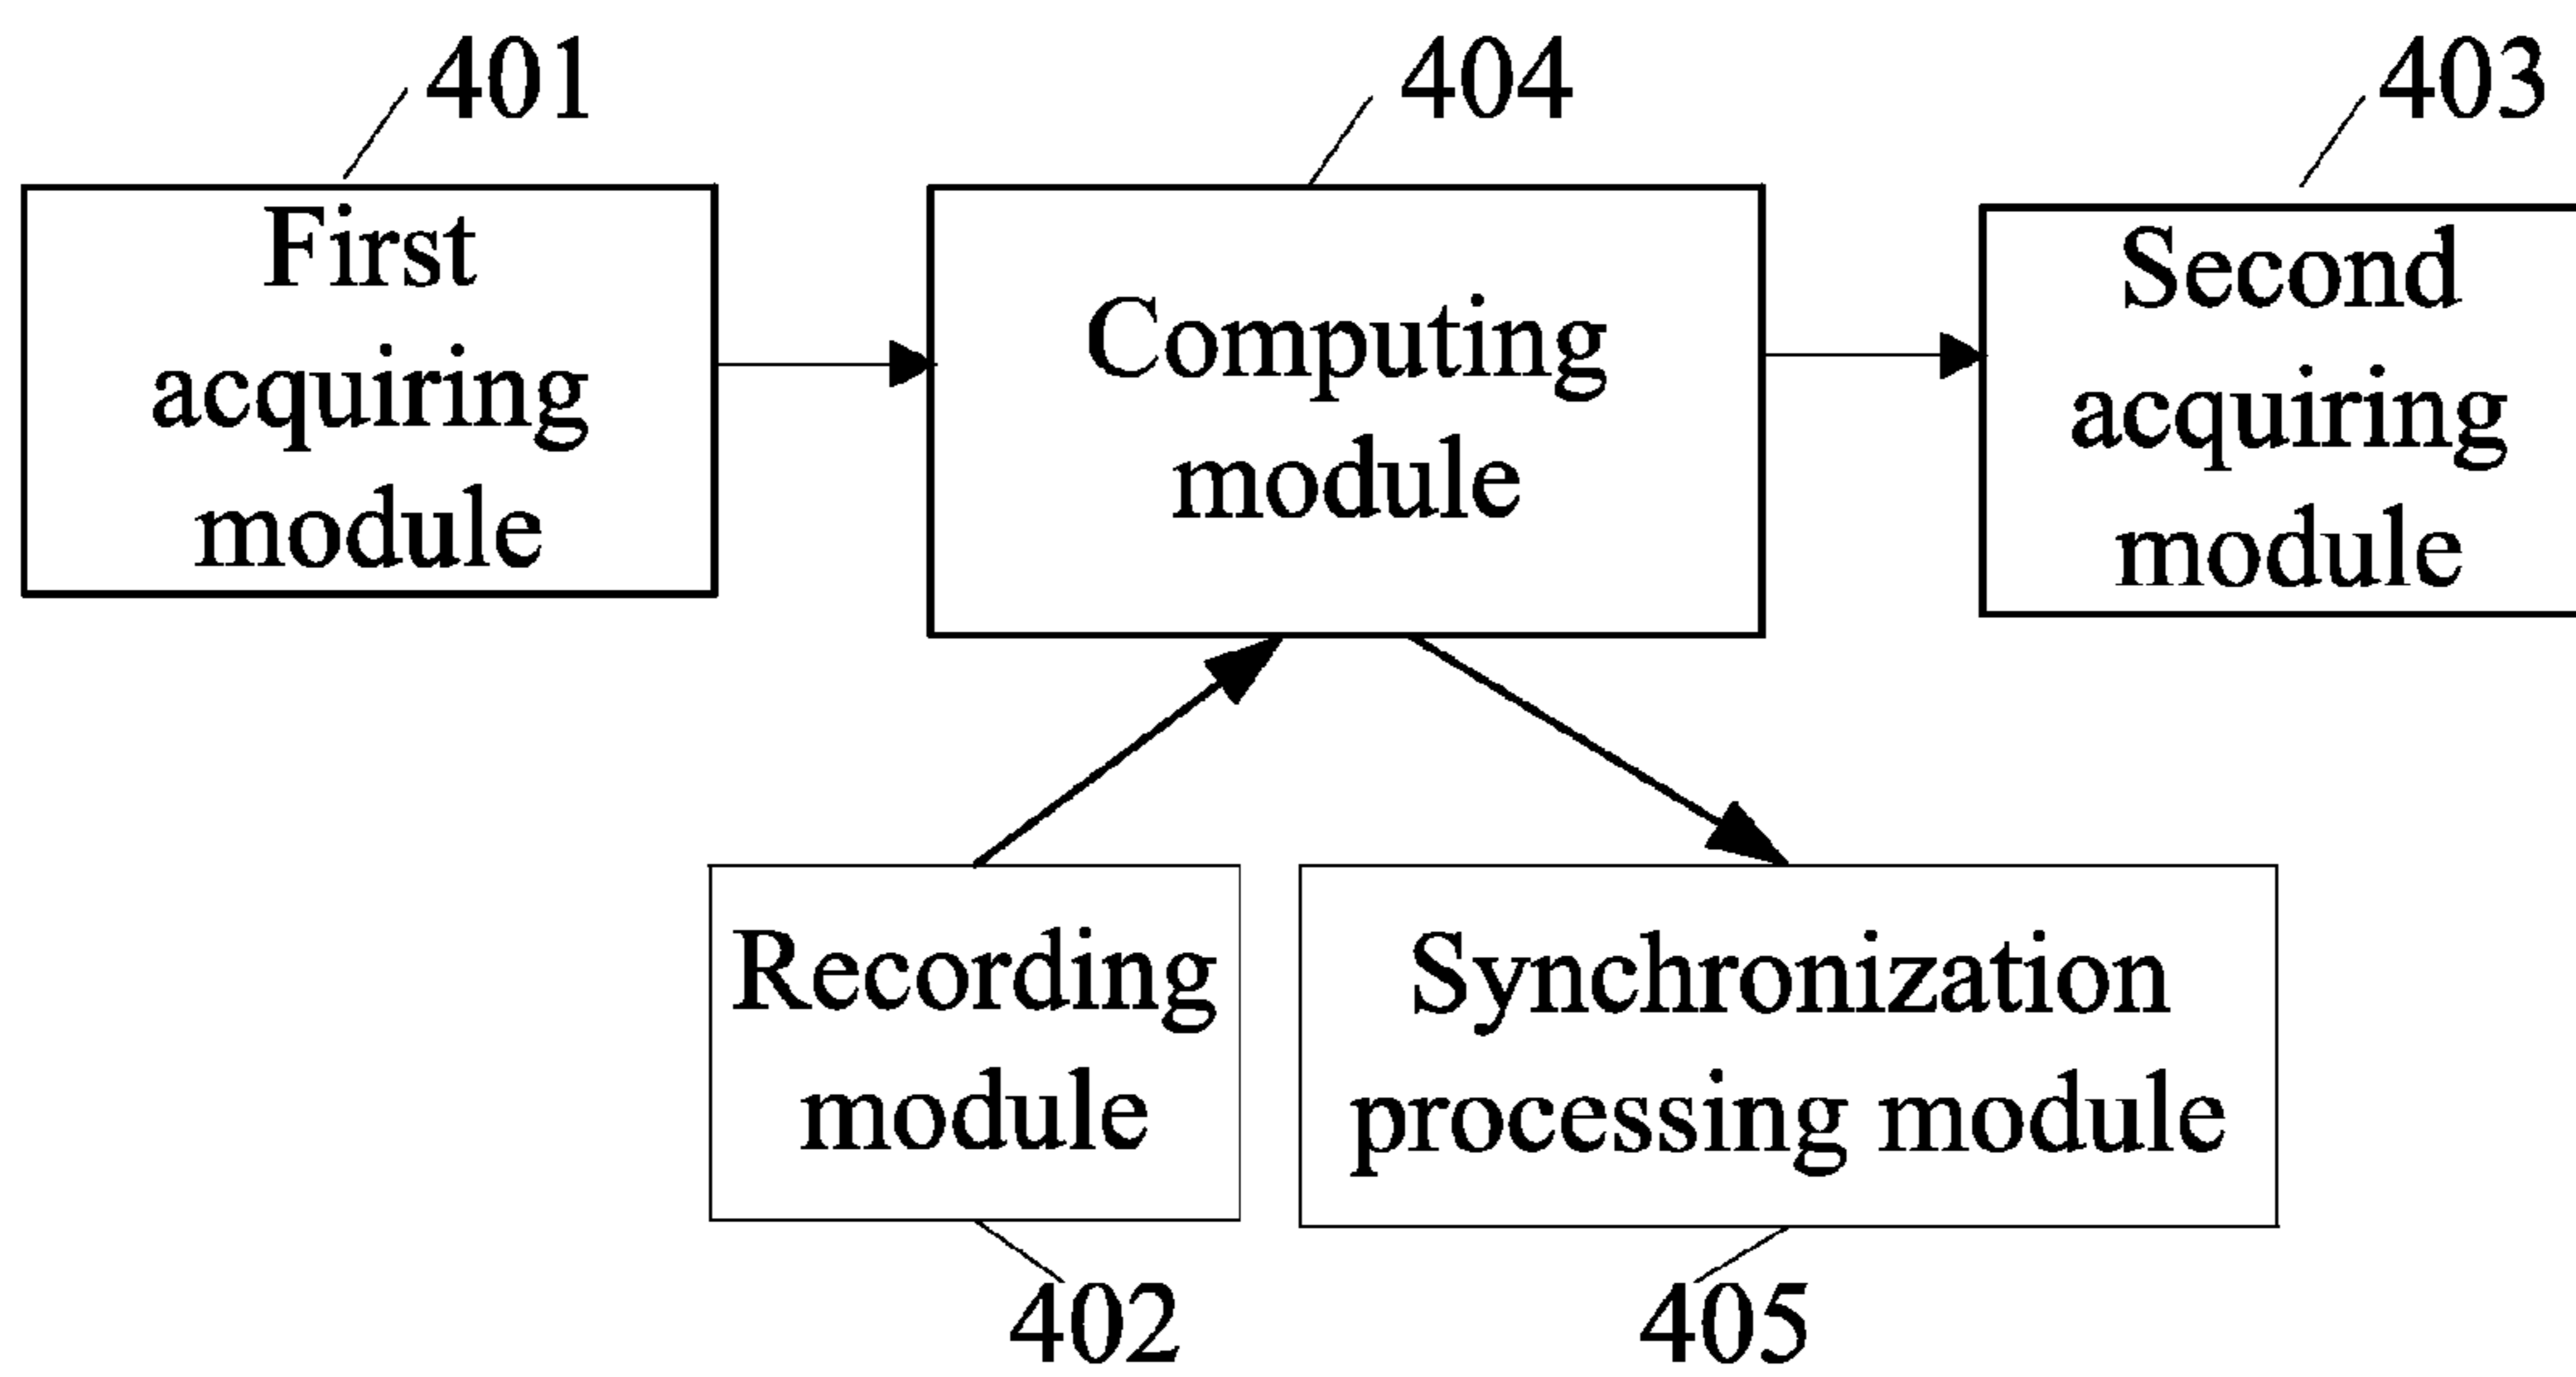 401
404
403
First
acquiring
module
Computing
module
Second
acquiring
module
Recording
module
Synchronization
processing module
402
405